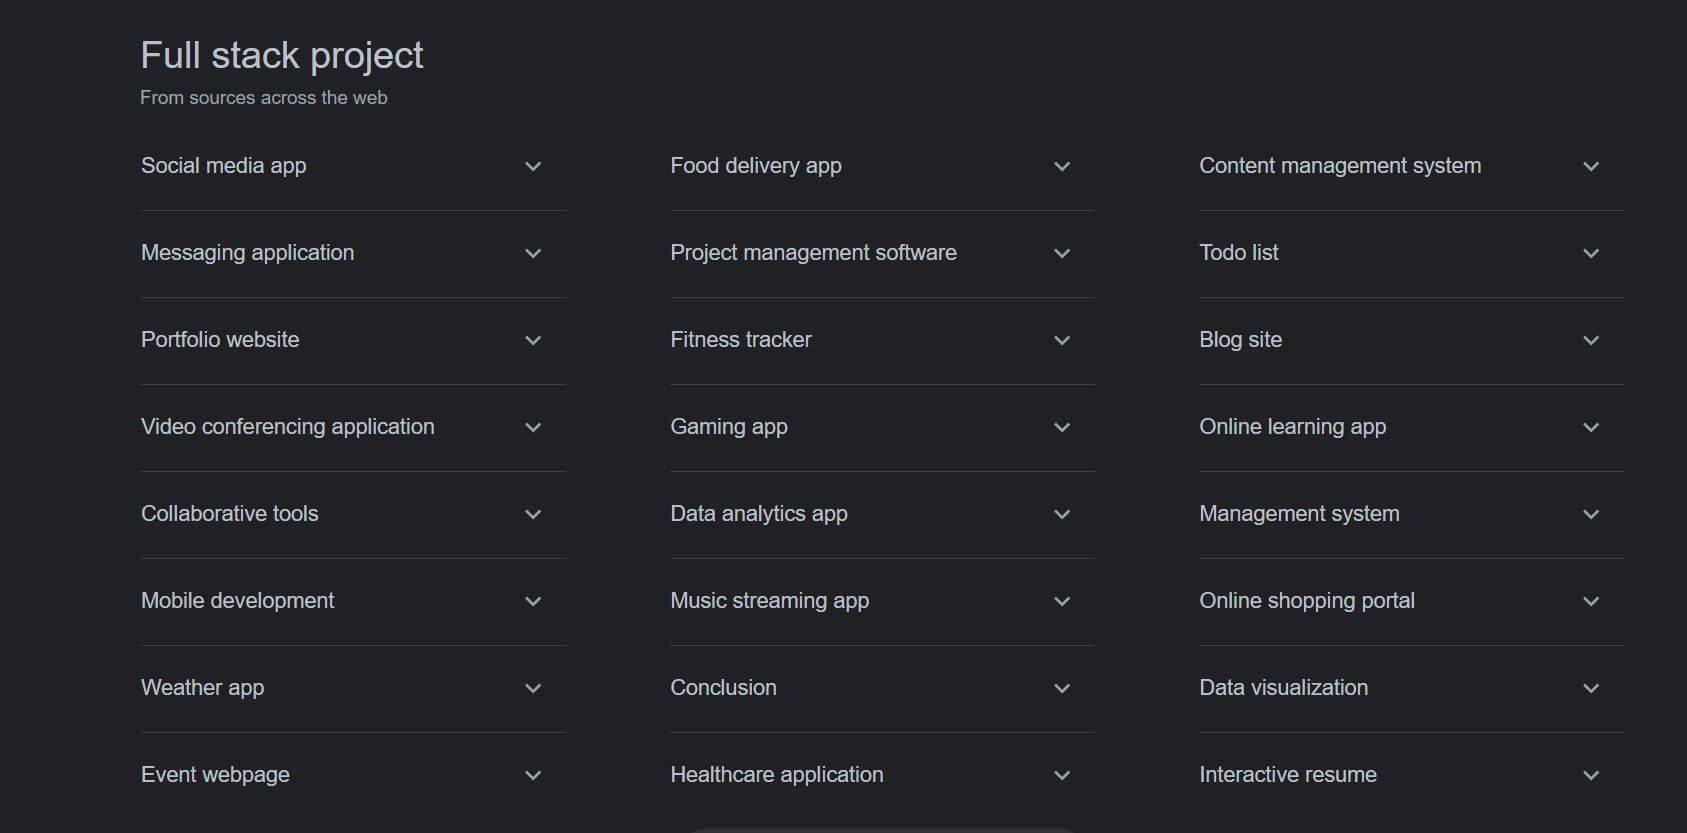 Full stack project
From sources across the web
Social media app
Food delivery app
Content management system
Messaging application
Project management software
Todo list
Portfolio website
Fitness tracker
Blog site
Video conferencing application
Gaming app
Online learning app
Collaborative tools
Data analytics app
Management system
Mobile development
Music streaming app
Online shopping portal
Weather app
Conclusion
Data visualization
Event webpage
Healthcare application
Interactive resume